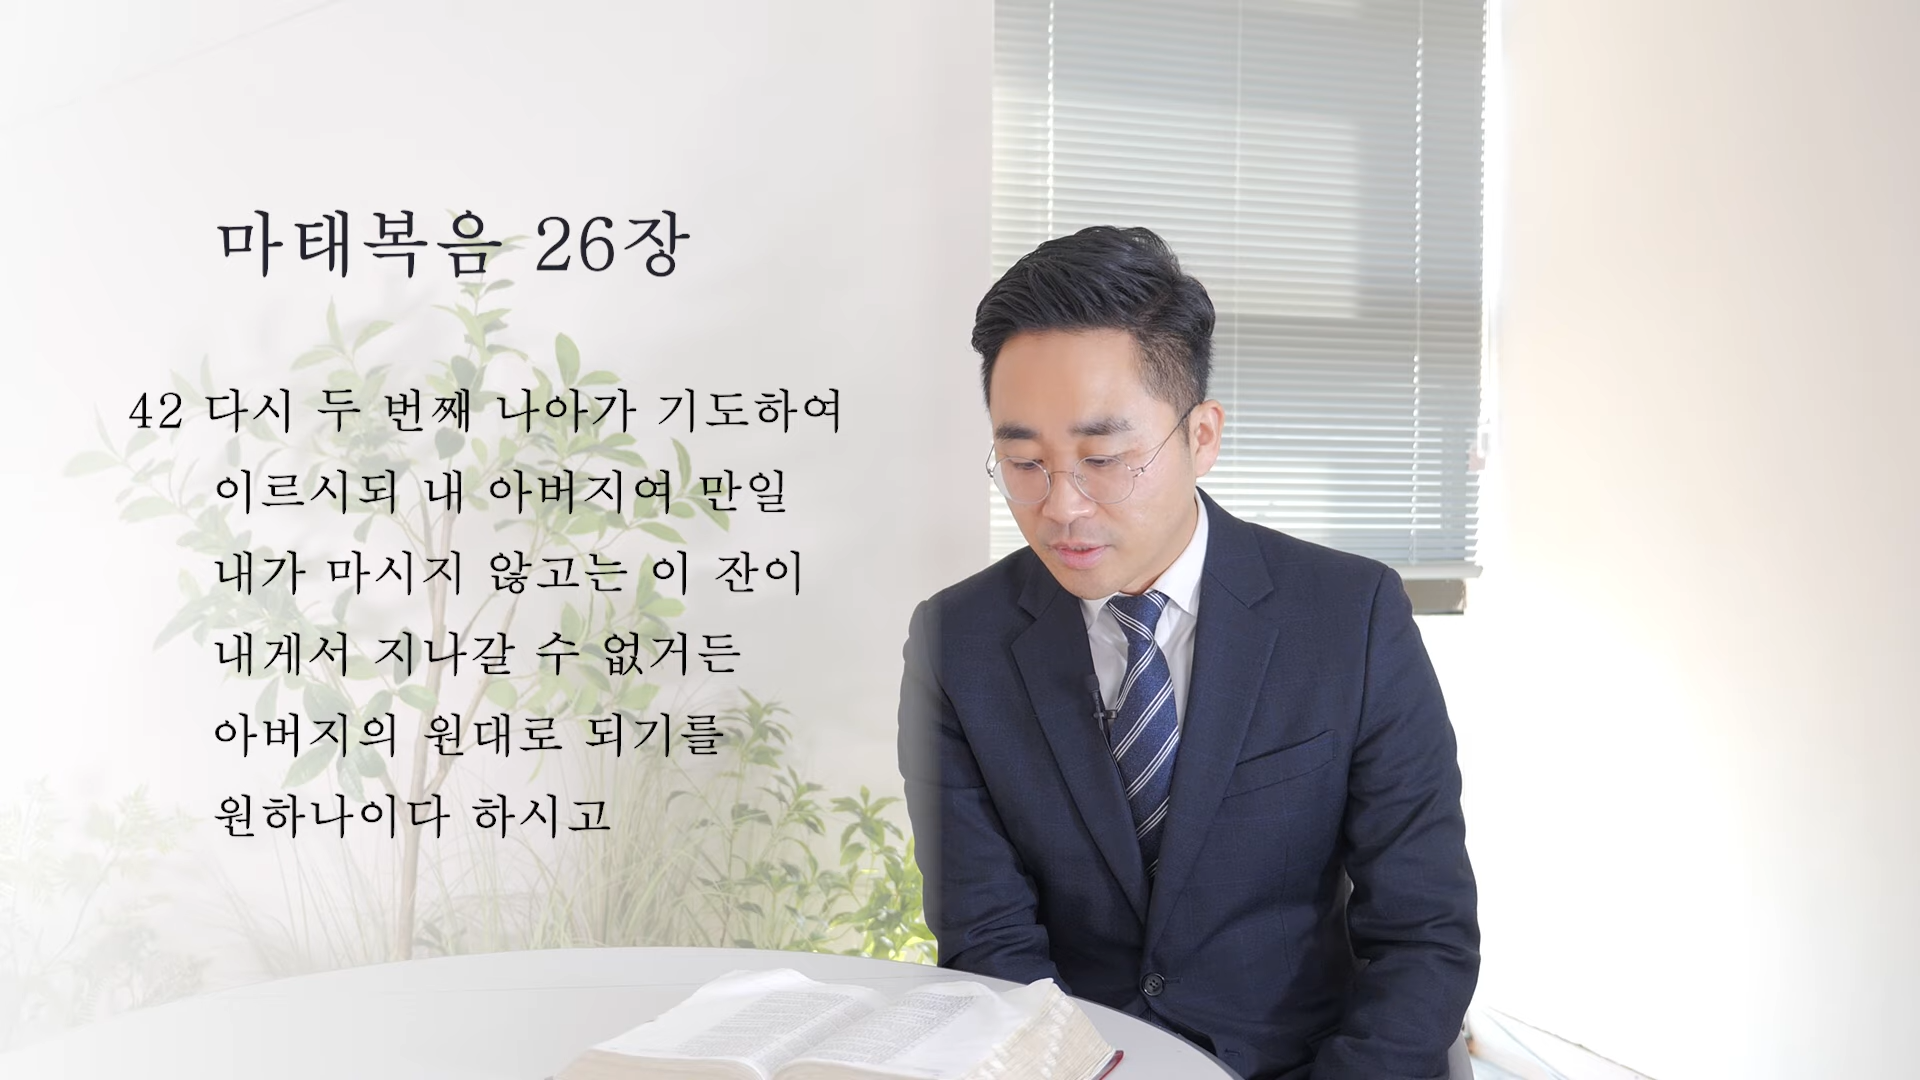 마태복음 26장
42 다시 두 번째 나아가 기도하여
이르시되 내 아버지여 만일
내가 마시지 않고는 이 잔이
내게서 지나갈 수 없거든
아버지의 원대로 되기를
원하나이다 하시고